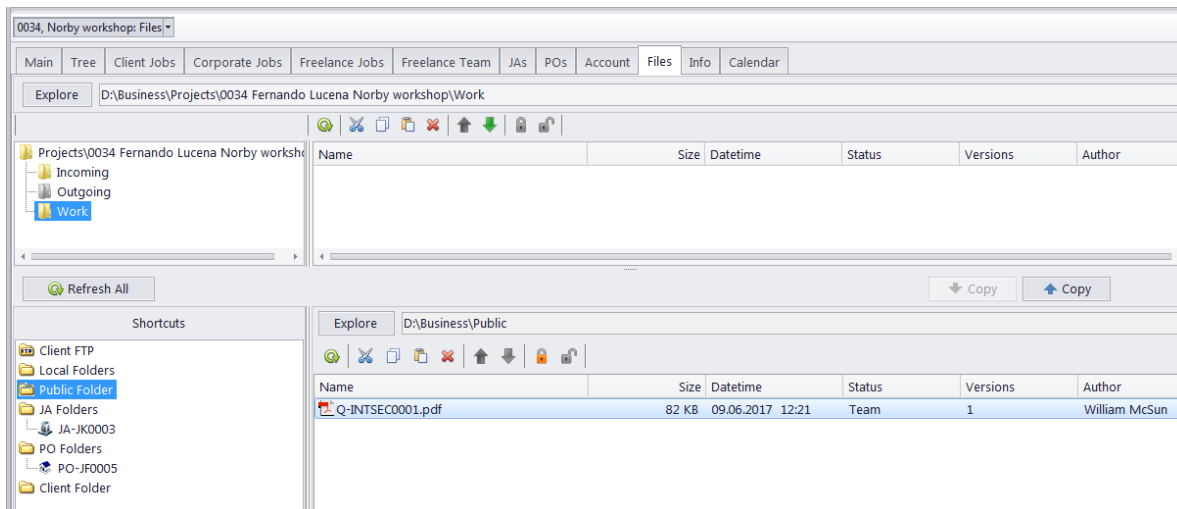 0034, Norby workshop: Files
Main Tree Client Jobs Corporate Jobs Freelance Jobs Freelance Team JAs POs Account Files Info Calendar
Explore D:\Business\Projects\0034 Fernando Lucena Norby workshop\Work
Projects\0034 Fernando Lucena Norby worksh
Name Size Datetime Status Versions Author
Incoming
Outgoing
Work
Refresh All Copy Copy
Shortcuts
Explore D:\Business\Public
Client FTP
Local Folders
Public Folder
JA Folders
JA-JK0003
PO Folders
PO-JF0005
Client Folder
Name Size Datetime Status Versions Author
Q-INTSEC0001.pdf 82 KB 09.06.2017 12:21 Team 1 William McSun